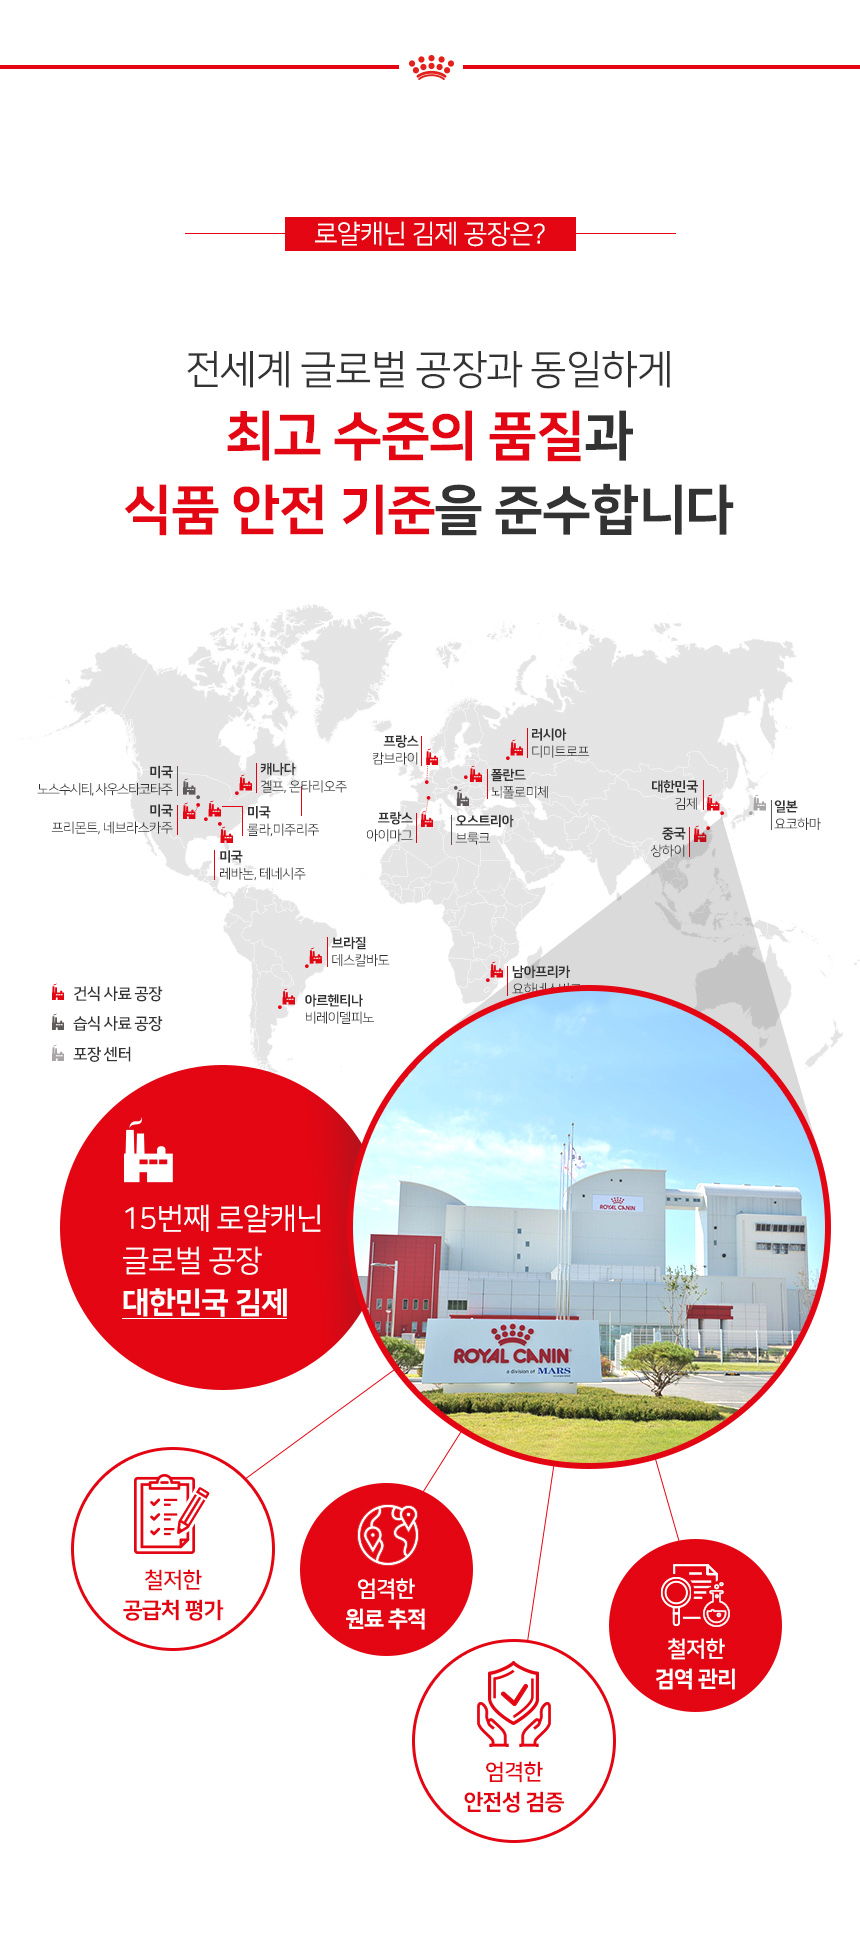 로얄캐닌 김제 공장은?
전세계 글로벌 공장과 동일하게
최고 수준의 품질과
식품 안전 기준을 준수합니다
미국
노스수시티, 사우스다코타주
미국
프리몬트, 네브라스카주
캐나다
겔프, 온타리오주
미국
롤라,미주리주
미국
레바논, 테네시주
프랑스
캄브라이
프랑스
아이마그
러시아
디미트로프
폴란드
뇌폴로미체
오스트리아
브룩크
대한민국
김제
중국
상하이
일본
요코하마
브라질
데스칼바도
아르헨티나
비레이델피노
남아프리카
건식 사료 공장
습식 사료 공장
포장 센터
15번째 로얄캐닌
글로벌 공장
대한민국 김제
ROYAL CANIN
ROYAL CANIN
a division of MARS
철저한
공급처 평가
엄격한
원료 추적
엄격한
안전성 검증
철저한
검역 관리